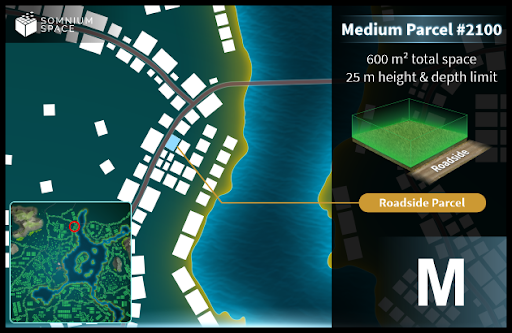 SOMNIUM
SPACE
Medium Parcel #2100
600 m² total space
25 m height & depth limit
Roadside
Roadside Parcel
M